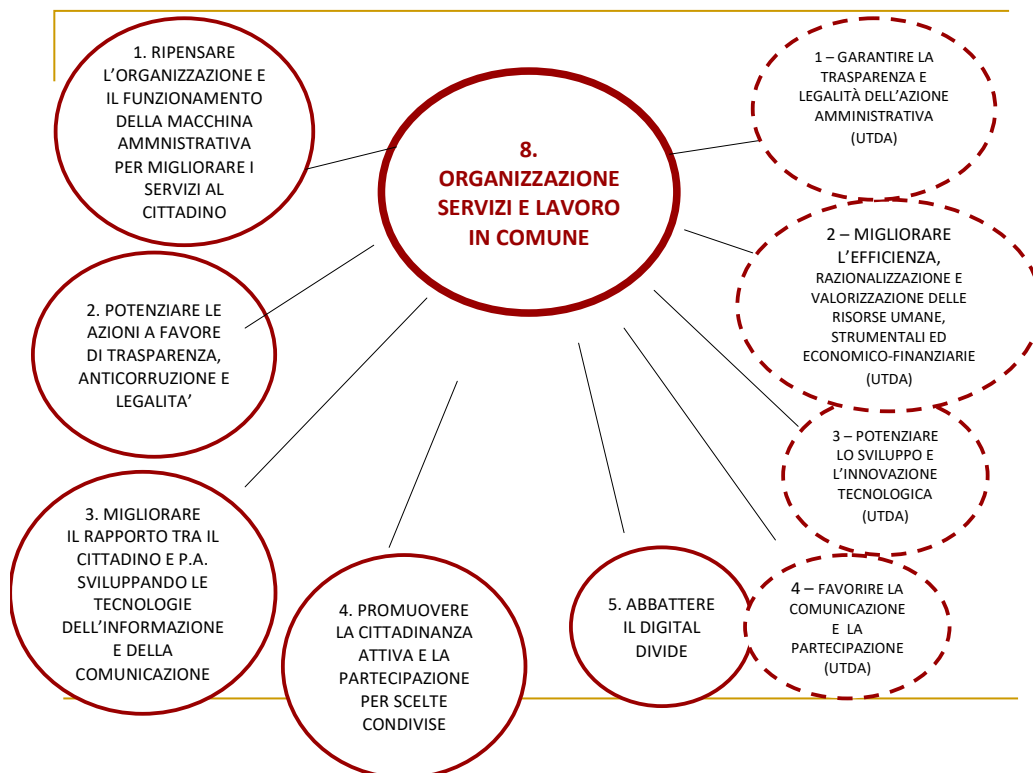 1. RIPENSARE
L'ORGANIZZAZIONE E
IL FUNZIONAMENTO
DELLA MACCHINA
AMMNISTRATIVA
PER MIGLIORARE I
SERVIZI AL
CITTADINO
2. POTENZIARE LE
AZIONI A FAVORE
DI TRASPARENZA,
ANTICORRUZIONE E
LEGALITA'
3. MIGLIORARE
IL RAPPORTO TRA IL
CITTADINO E P.A.
SVILUPPANDO LE
TECNOLOGIE
DELL'INFORMAZIONE
E DELLA
COMUNICAZIONE
8.
ORGANIZZAZIONE
SERVIZI E LAVORO
IN COMUNE
4. PROMUOVERE
LA CITTADINANZA
ATTIVA E LA
PARTECIPAZIONE
PER SCELTE
CONDIVISE
5. ABBATTERE
IL DIGITAL
DIVIDE
1 – GARANTIRE LA
TRASPARENZA E
LEGALITÀ DELL'AZIONE
AMMINISTRATIVA
(UTDA)
2 – MIGLIORARE
L'EFFICIENZA,
RAZIONALIZZAZIONE E
VALORIZZAZIONE DELLE
RISORSE UMANE,
STRUMENTALI ED
ECONOMICO-FINANZIARIE
(UTDA)
3 – POTENZIARE
LO SVILUPPO E
L'INNOVAZIONE
TECNOLOGICA
(UTDA)
4 – FAVORIRE LA
COMUNICAZIONE
E LA
PARTECIPAZIONE
(UTDA)